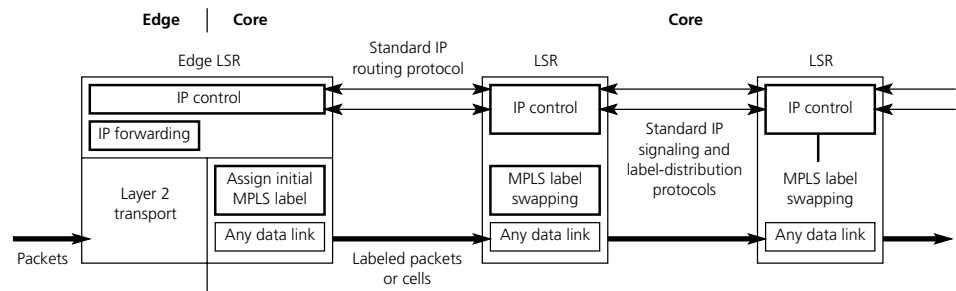 Edge
Core
Core
Edge LSR
Standard IP
routing protocol
LSR
LSR
IP control
IP control
IP control
IP forwarding
Standard IP
signaling and
label-distribution
protocols
Layer 2
transport
Assign initial
MPLS label
MPLS label
swapping
MPLS label
swapping
Any data link
Any data link
Any data link
Packets
Labeled packets
or cells